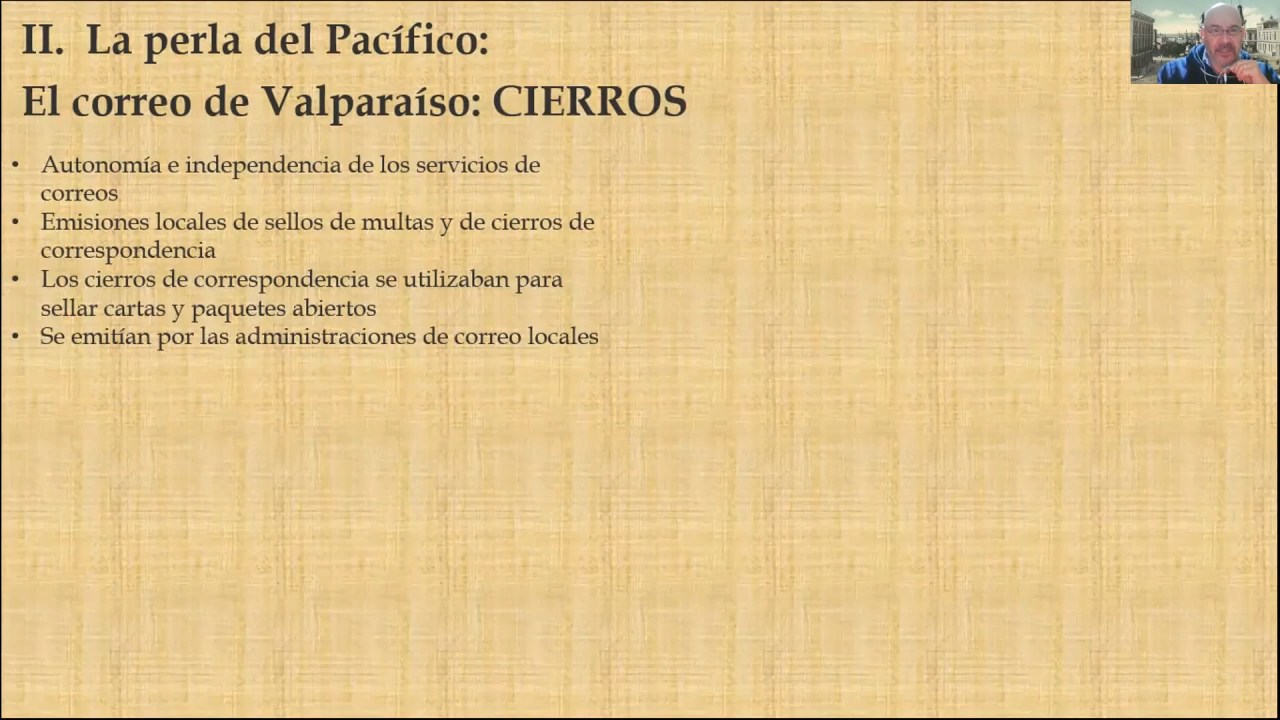 II. La perla del Pacífico:
El correo de Valparaíso: CIERROS
• Autonomía e independencia de los servicios de
correos
• Emisiones locales de sellos de multas y de cierros de
correspondencia
• Los cierros de correspondencia se utilizaban para
sellar cartas y paquetes abiertos
• Se emitían por las administraciones de correo locales